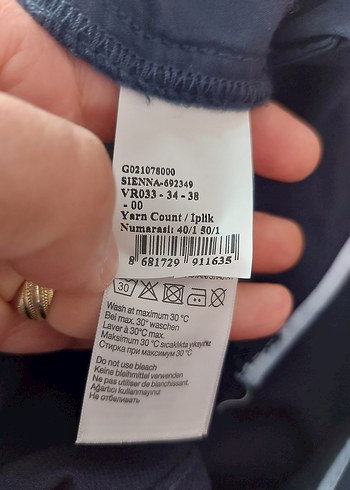 G021078000
SIENNA-692349
VR033 - 34 - 38
- 00
Yarn Count / İplik
Numarası: 40/1 50/1
8 681729 911635
30
Wash at maximum 30 °C
Bei max. 30° waschen
Laver à 30°C max.
Maksimum 30 °C sıcaklıkta yıkayınız
Стирка при максимум 30 °C
Do not use bleach
Keine bleihmittel verwenden
Ne pas utiliser de blanchissant.
Ağartıcı kullanmayınız
Не отбеливать